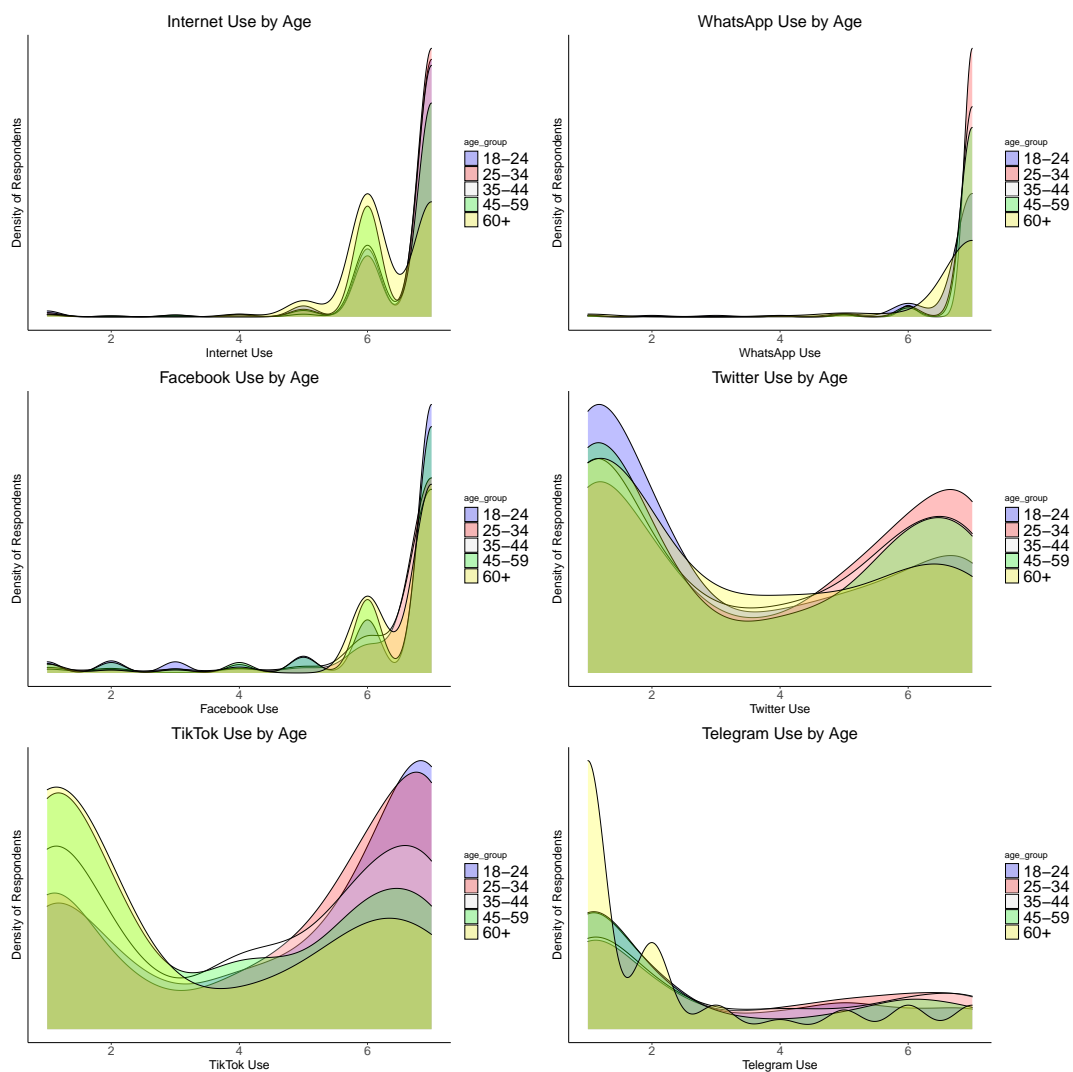 Internet Use by Age
Density of Respondents
2 4 6
Internet Use
age_group
18−24
25−34
35−44
45−59
60+
WhatsApp Use by Age
Density of Respondents
2 4 6
WhatsApp Use
age_group
18−24
25−34
35−44
45−59
60+
Facebook Use by Age
Density of Respondents
2 4 6
Facebook Use
age_group
18−24
25−34
35−44
45−59
60+
Twitter Use by Age
Density of Respondents
2 4 6
Twitter Use
age_group
18−24
25−34
35−44
45−59
60+
TikTok Use by Age
Density of Respondents
2 4 6
TikTok Use
age_group
18−24
25−34
35−44
45−59
60+
Telegram Use by Age
Density of Respondents
2 4 6
Telegram Use
age_group
18−24
25−34
35−44
45−59
60+